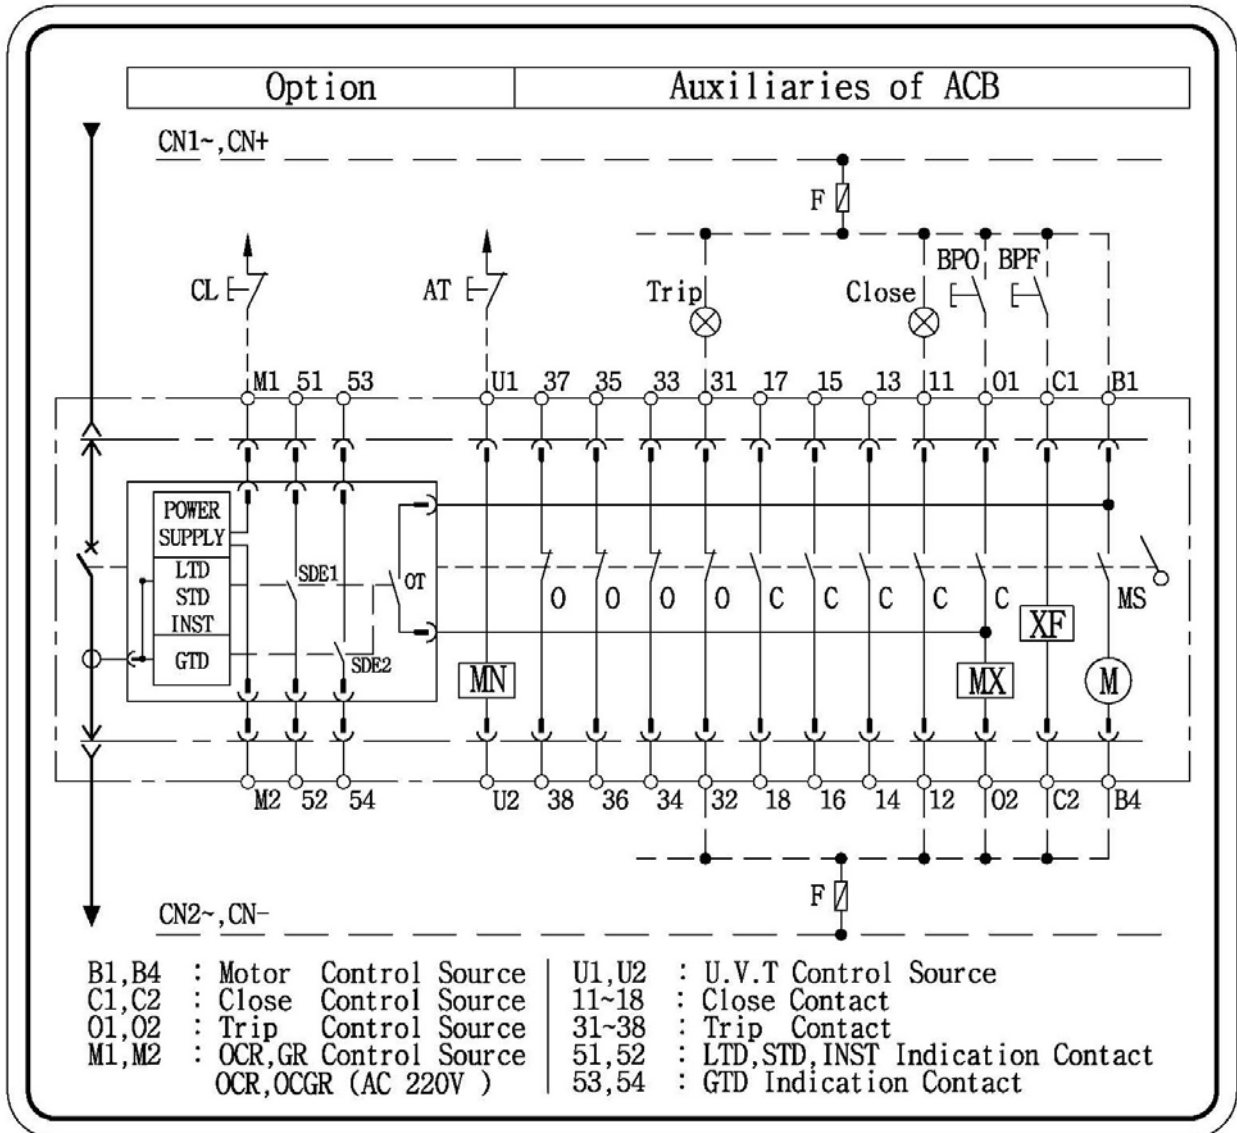 Option Auxiliaries of ACB
CN1~,CN+
F
BPO BPF
CL AT Trip Close
M1 51 53 U1 37 35 33 31 17 15 13 11 O1 C1 B1
POWER
SUPPLY
LTD SDE1 OT
STD O O O O C C C C C MS
INST XF
GTD SDE2
MN MX M
M2 52 54 U2 38 36 34 32 18 16 14 12 O2 C2 B4
F
CN2~,CN-
B1,B4 : Motor Control Source U1,U2 : U.V.T Control Source
C1,C2 : Close Control Source 11~18 : Close Contact
O1,O2 : Trip Control Source 31~38 : Trip Contact
M1,M2 : OCR,GR Control Source 51,52 : LTD,STD,INST Indication Contact
OCR,OCGR (AC 220V ) 53,54 : GTD Indication Contact